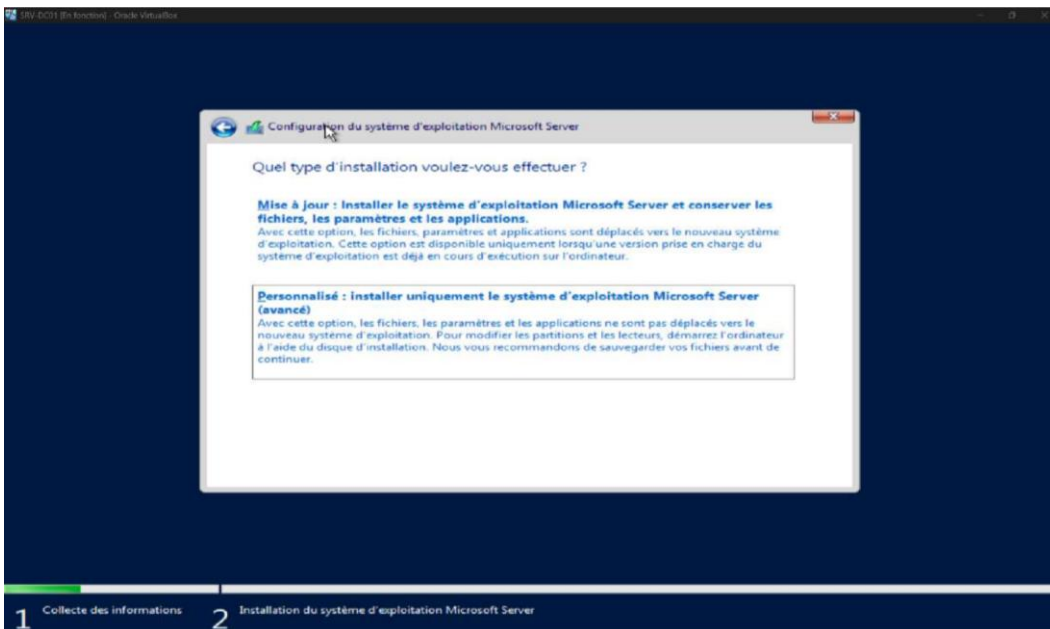 SRV-DC01 [En fonction] - Oracle VirtualBox
Configuration du système d'exploitation Microsoft Server
Quel type d'installation voulez-vous effectuer ?
Mise à jour : Installer le système d'exploitation Microsoft Server et conserver les
fichiers, les paramètres et les applications.
Avec cette option, les fichiers, paramètres et applications sont déplacés vers le nouveau système
d'exploitation. Cette option est disponible uniquement lorsqu'une version prise en charge du
système d'exploitation est déjà en cours d'exécution sur l'ordinateur.
Personnalisé : installer uniquement le système d'exploitation Microsoft Server
(avancé)
Avec cette option, les fichiers, les paramètres et les applications ne sont pas déplacés vers le
nouveau système d'exploitation. Pour modifier les partitions et les lecteurs, démarrez l'ordinateur
à l'aide du disque d'installation. Nous vous recommandons de sauvegarder vos fichiers avant de
continuer.
1 Collecte des informations 2 Installation du système d'exploitation Microsoft Server